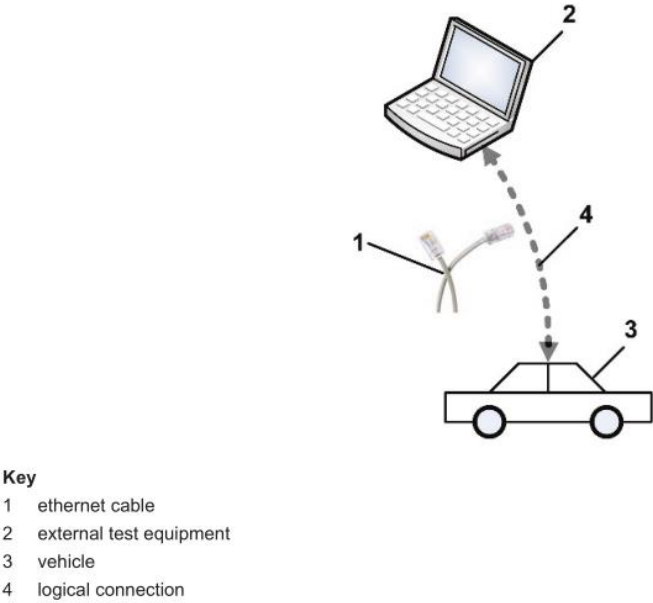 2
4
1
3
Key
1 ethernet cable
2 external test equipment
3 vehicle
4 logical connection